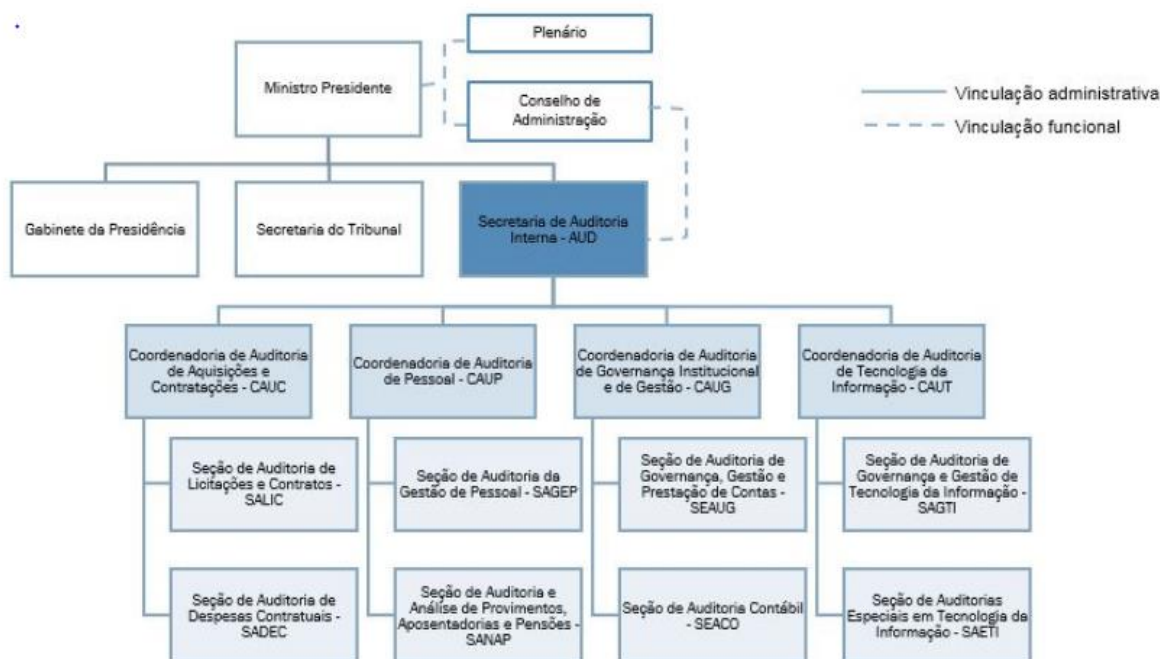 Plenário
Ministro Presidente
Conselho de
Administração
Vinculação administrativa
Vinculação funcional
Gabinete da Presidência
Secretaria do Tribunal
Secretaria de Auditoria
Interna - AUD
Coordenadoria de Auditoria
de Aquisições e
Contratações - CAUC
Coordenadoria de Auditoria
de Pessoal - CAUP
Coordenadoria de Auditoria
de Governança Institucional
e de Gestão - CAUG
Coordenadoria de Auditoria
de Tecnologia da
Informação - CAUT
Seção de Auditoria de
Licitações e Contratos -
SALIC
Seção de Auditoria da
Gestão de Pessoal - SAGEP
Seção de Auditoria de
Governança, Gestão e
Prestação de Contas -
SEAUG
Seção de Auditoria de
Governança e Gestão de
Tecnologia da Informação -
SAGTI
Seção de Auditoria de
Despesas Contratuais -
SADEC
Seção de Auditoria e
Análise de Provimentos,
Aposentadorias e Pensões -
SANAP
Seção de Auditoria Contábil
- SEACO
Seção de Auditorias
Especiais em Tecnologia da
Informação - SAETI